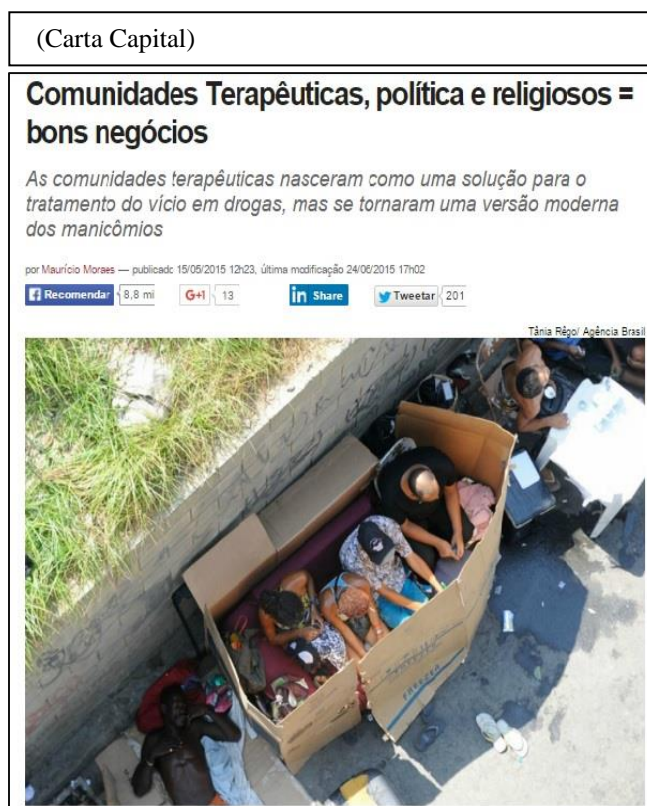 (Carta Capital)
Comunidades Terapêuticas, política e religiosos =
bons negócios
As comunidades terapêuticas nasceram como uma solução para o
tratamento do vício em drogas, mas se tornaram uma versão moderna
dos manicômios
por Maurício Moraes — publicado 15/05/2015 12h23, última modificação 24/06/2015 17h02
Recomendar 8,8 mi G+1 13 in Share Tweetar 201
Tânia Rêgo/ Agência Brasil